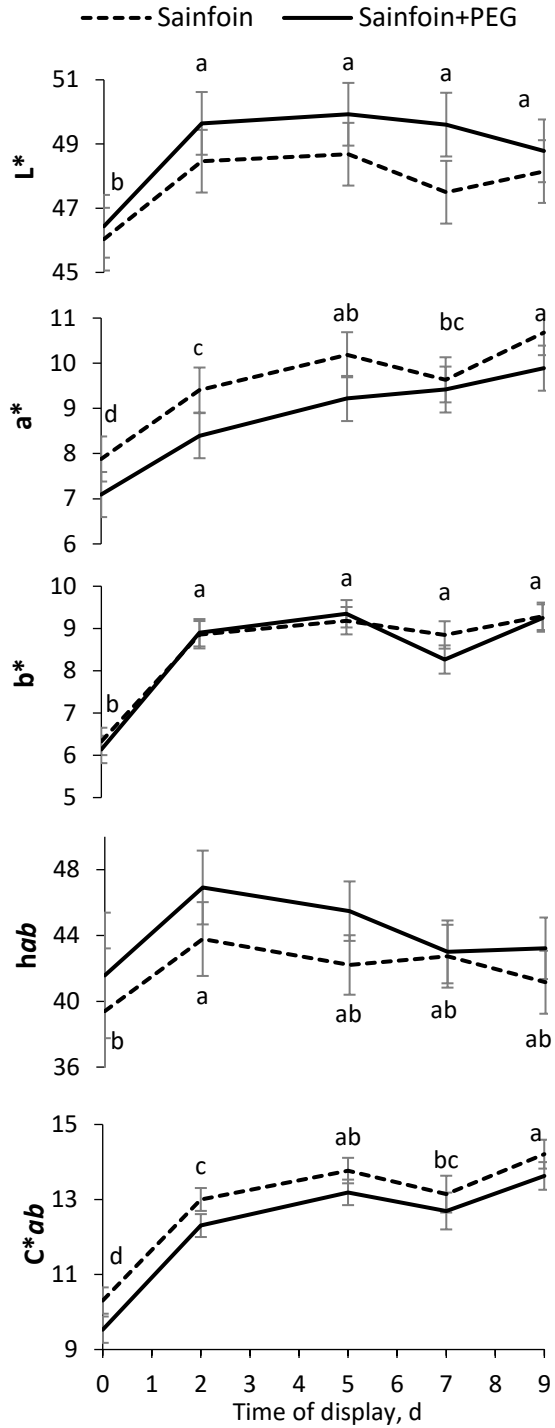 Sainfoin Sainfoin+PEG
51
49
47
45
L*
b
a
a
a
a
11
10
9
8
7
6
a*
d
c
ab
bc
a
10
9
8
7
6
5
b*
b
a
a
a
a
48
44
40
36
hab
b
a
ab
ab
ab
15
13
11
9
C*ab
d
c
ab
bc
a
0 1 2 3 4 5 6 7 8 9
Time of display, d